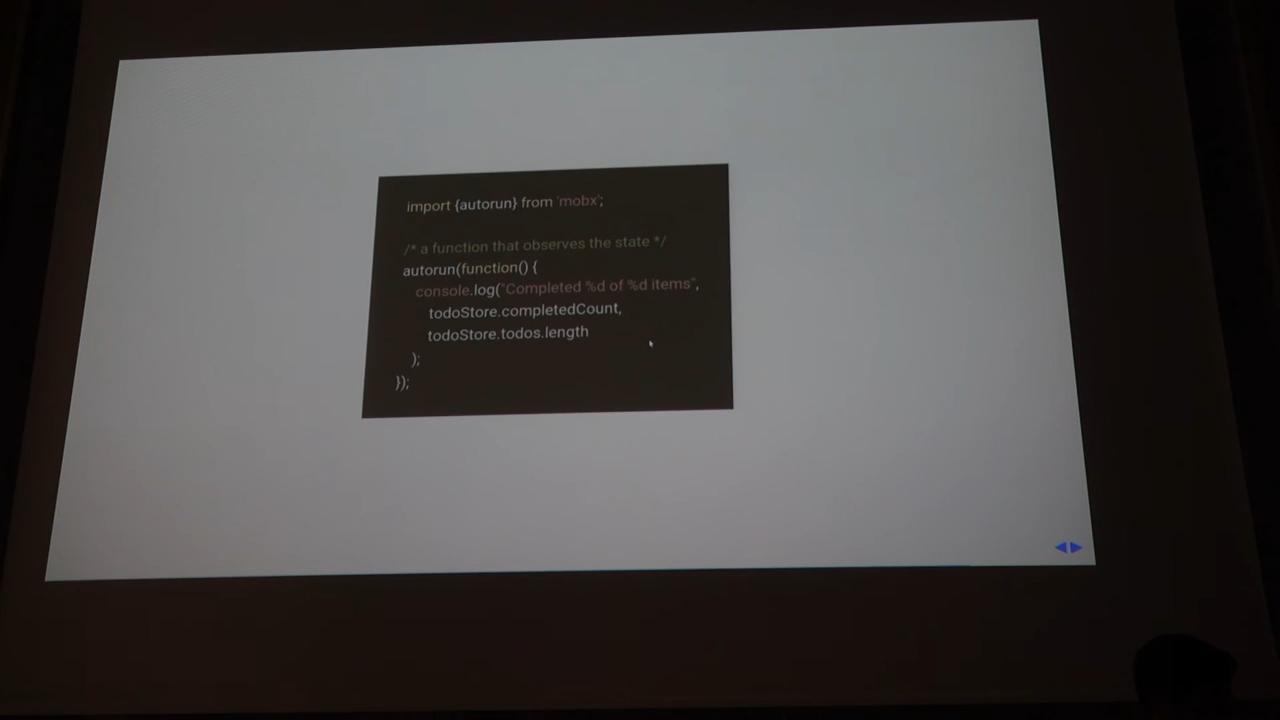 import {autorun} from 'mobx';
/* a function that observes the state */
autorun(function() {
console.log("Completed %d of %d items",
todoStore.completedCount,
todoStore.todos.length
);
});